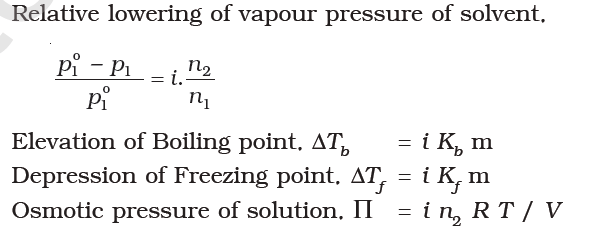 Relative lowering of vapour pressure of solvent,
(p₁° – p₁)/p₁° = i. n₂/n₁
Elevation of Boiling point, ΔT_b = i K_b m
Depression of Freezing point, ΔT_f = i K_f m
Osmotic pressure of solution, Π = i n₂ R T / V